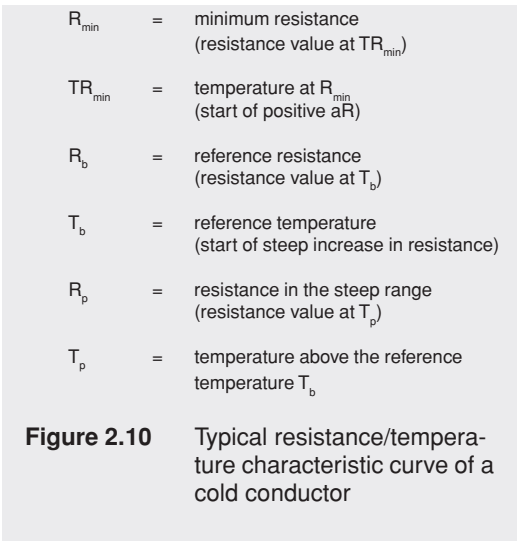 R_min = minimum resistance
(resistance value at TR_min)
TR_min = temperature at R_min
(start of positive aR)
R_b = reference resistance
(resistance value at T_b)
T_b = reference temperature
(start of steep increase in resistance)
R_p = resistance in the steep range
(resistance value at T_p)
T_p = temperature above the reference
temperature T_b
Figure 2.10 Typical resistance/tempera-
ture characteristic curve of a
cold conductor